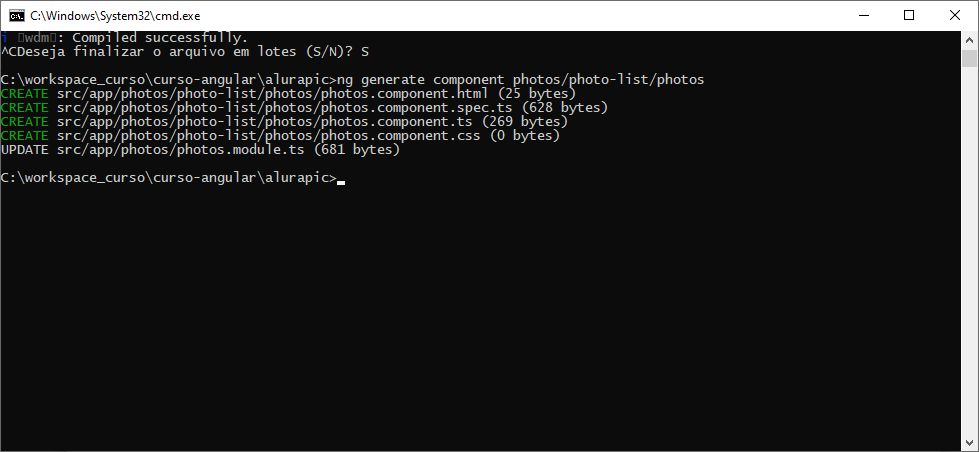 C:\Windows\System32\cmd.exe
i 「wdm」: Compiled successfully.
^CDeseja finalizar o arquivo em lotes (S/N)? S
C:\workspace_curso\curso-angular\alurapic>ng generate component photos/photo-list/photos
CREATE src/app/photos/photo-list/photos/photos.component.html (25 bytes)
CREATE src/app/photos/photo-list/photos/photos.component.spec.ts (628 bytes)
CREATE src/app/photos/photo-list/photos/photos.component.ts (269 bytes)
CREATE src/app/photos/photo-list/photos/photos.component.css (0 bytes)
UPDATE src/app/photos/photos.module.ts (681 bytes)
C:\workspace_curso\curso-angular\alurapic>